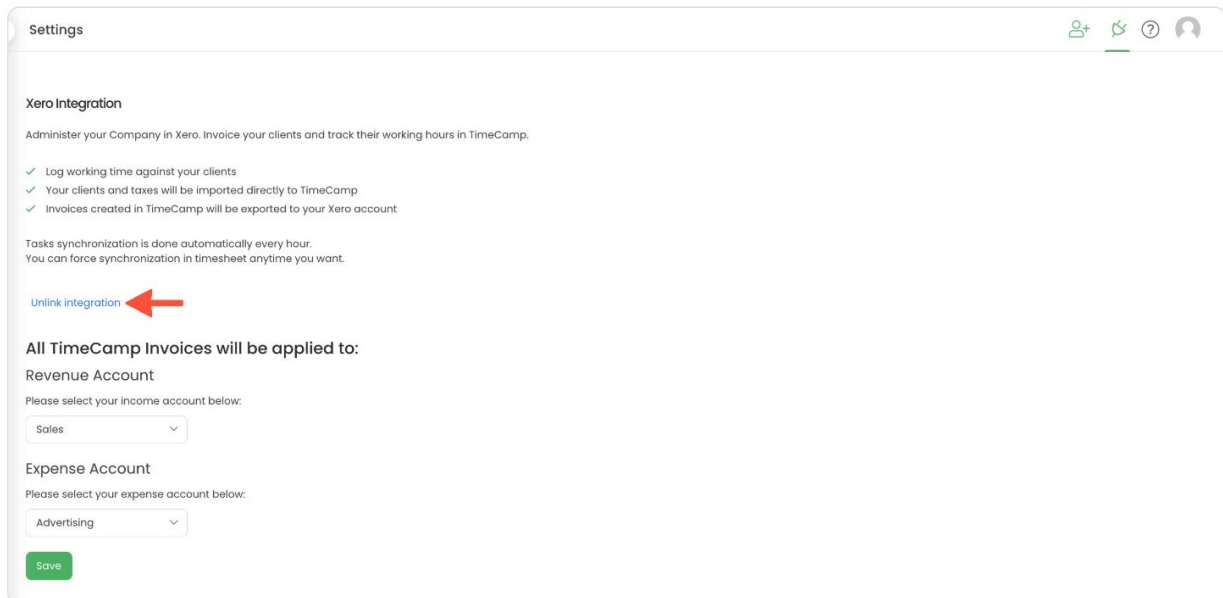 Settings
?
Xero Integration
Administer your Company in Xero. Invoice your clients and track their working hours in TimeCamp.
Log working time against your clients
Your clients and taxes will be imported directly to TimeCamp
Invoices created in TimeCamp will be exported to your Xero account
Tasks synchronization is done automatically every hour.
You can force synchronization in timesheet anytime you want.
Unlink integration
All TimeCamp Invoices will be applied to:
Revenue Account
Please select your income account below:
Sales
Expense Account
Please select your expense account below:
Advertising
Save